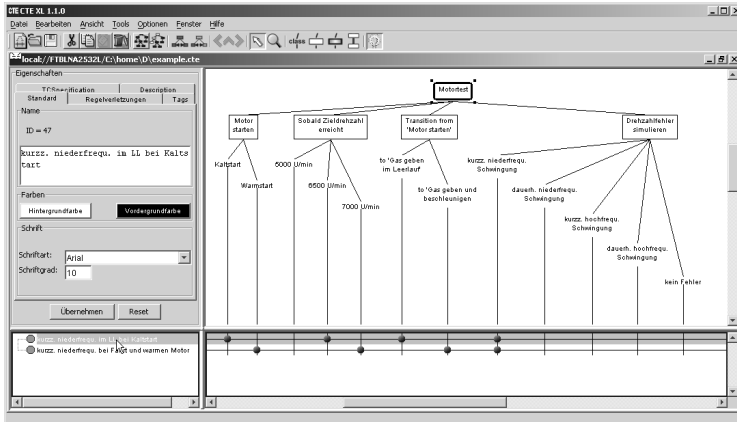 CTE CTE XL 1.1.0
Datei Bearbeiten Ansicht Tools Optionen Fenster Hilfe
class
local://FTBLNA2532L/C:\home\D\example.cte
Eigenschaften
TCSpecification Description
Standard Regelverletzungen Tags
Name
ID = 47
kurzz. niederfrequ. im LL bei Kalts
tart
Farben
Hintergrundfarbe Vordergrundfarbe
Schrift
Schriftart: Arial
Schriftgrad: 10
Übernehmen Reset
Motortest
Motor
starten
Sobald Zieldrehzahl
erreicht
Transition from
'Motor starten'
Drehzahlfehler
simulieren
Kaltstart
Warmstart
6000 U/min
6500 U/min
7000 U/min
to 'Gas geben
im Leerlauf
to 'Gas geben und
beschleunigen
kurzz. niederfrequ.
Schwingung
dauerh. niederfrequ.
Schwingung
kurzz. hochfrequ.
Schwingung
dauerh. hochfrequ.
Schwingung
kein Fehler
kurzz. niederfrequ. im LL bei Kaltstart
kurzz. niederfrequ. bei Fahrt und warmen Motor